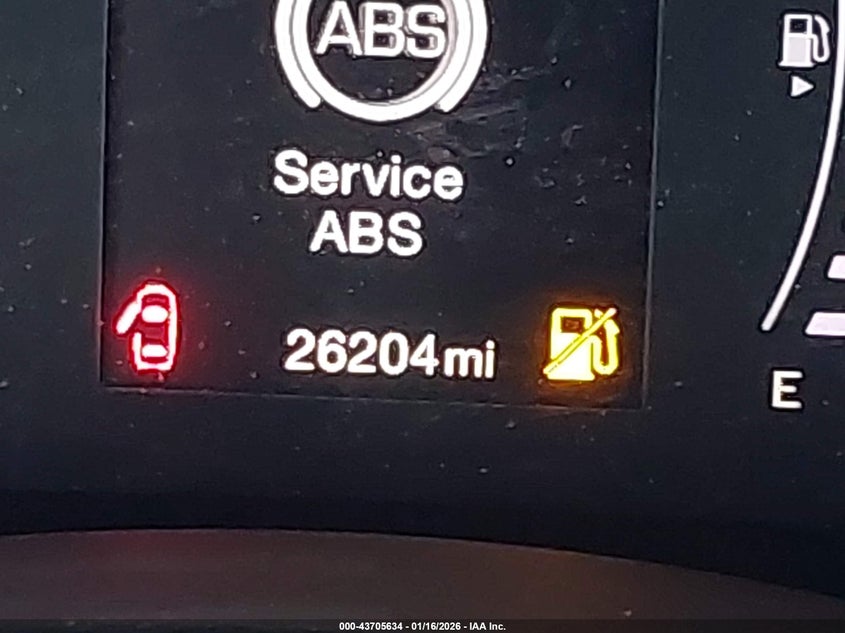 ABS
Service
ABS
26204mi
E
000-43705634 - 01/16/2026 - IAA Inc.